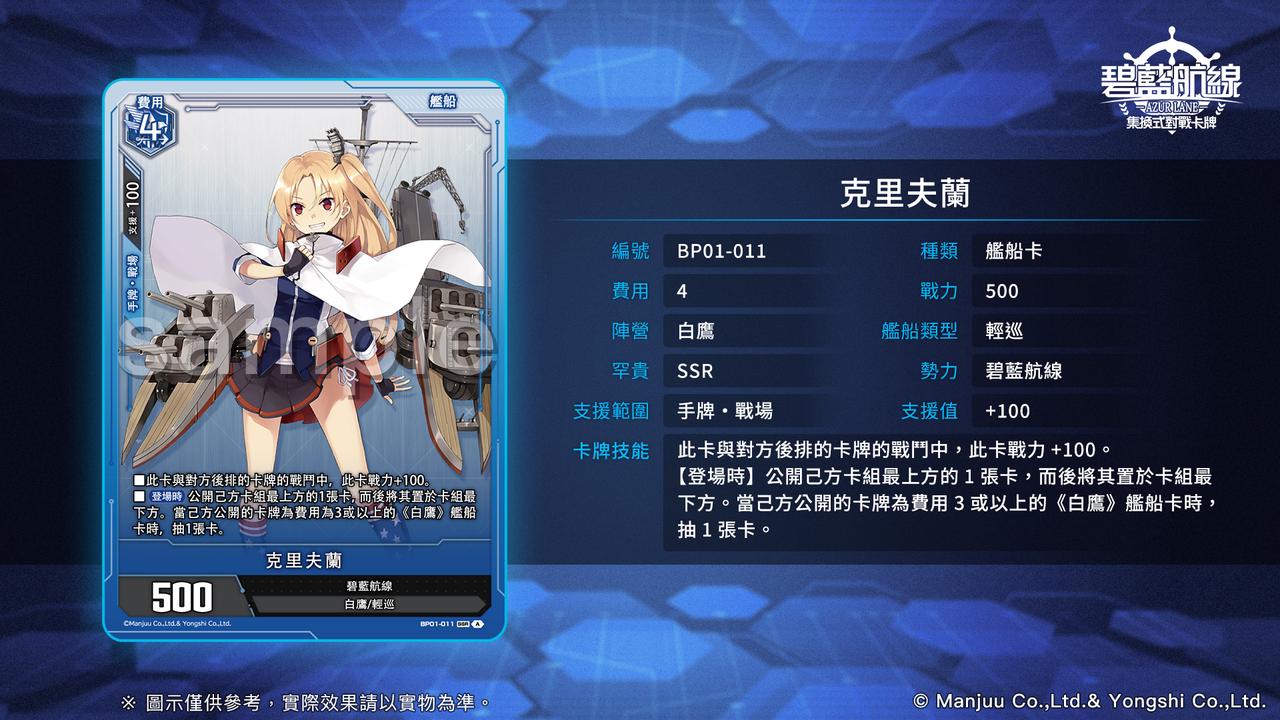 碧藍航線
AZUR LANE
集換式對戰卡牌
費用
4
艦船
支援+100
手牌・戰場
sample
■此卡與對方後排的卡牌的戰鬥中，此卡戰力+100。
■ 登場時 公開己方卡組最上方的1張卡，而後將其置於卡組最
下方。當己方公開的卡牌為費用為3或以上的《白鷹》艦船
卡時，抽1張卡。
克里夫蘭
500
碧藍航線
白鷹/輕巡
©Manjuu Co.,Ltd.& Yongshi Co.,Ltd.
BP01-011 SSR A
克里夫蘭
編號 BP01-011 種類 艦船卡
費用 4 戰力 500
陣營 白鷹 艦船類型 輕巡
罕貴 SSR 勢力 碧藍航線
支援範圍 手牌・戰場 支援值 +100
卡牌技能 此卡與對方後排的卡牌的戰鬥中，此卡戰力 +100。
【登場時】公開己方卡組最上方的 1 張卡，而後將其置於卡組最
下方。當己方公開的卡牌為費用 3 或以上的《白鷹》艦船卡時，
抽 1 張卡。
※ 圖示僅供參考，實際效果請以實物為準。
© Manjuu Co.,Ltd.& Yongshi Co.,Ltd.